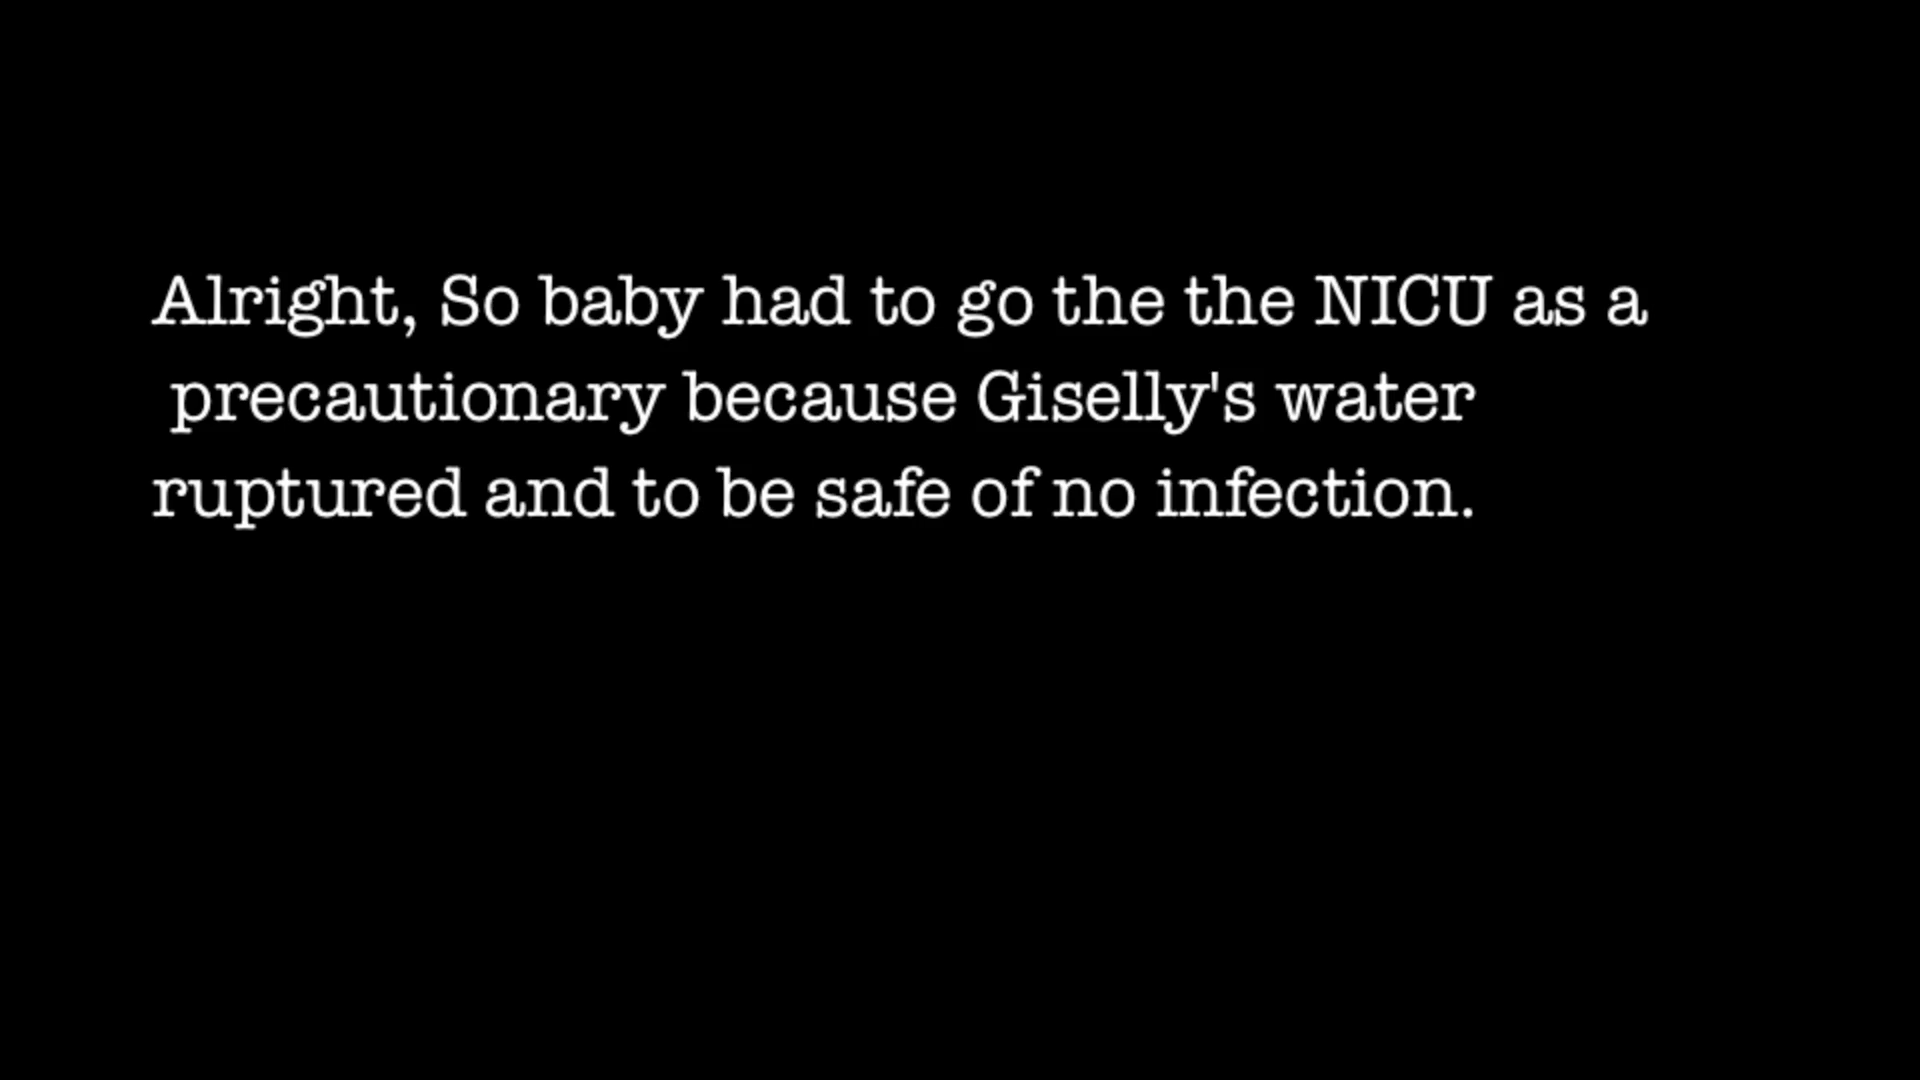 Alright, So baby had to go the the NICU as a
precautionary because Giselly's water
ruptured and to be safe of no infection.